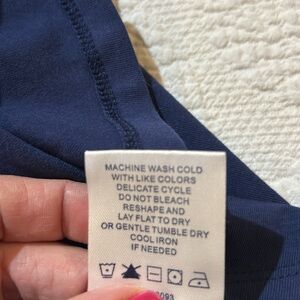 MACHINE WASH COLD
WITH LIKE COLORS
DELICATE CYCLE
DO NOT BLEACH
RESHAPE AND
LAY FLAT TO DRY
OR GENTLE TUMBLE DRY
COOL IRON
IF NEEDED